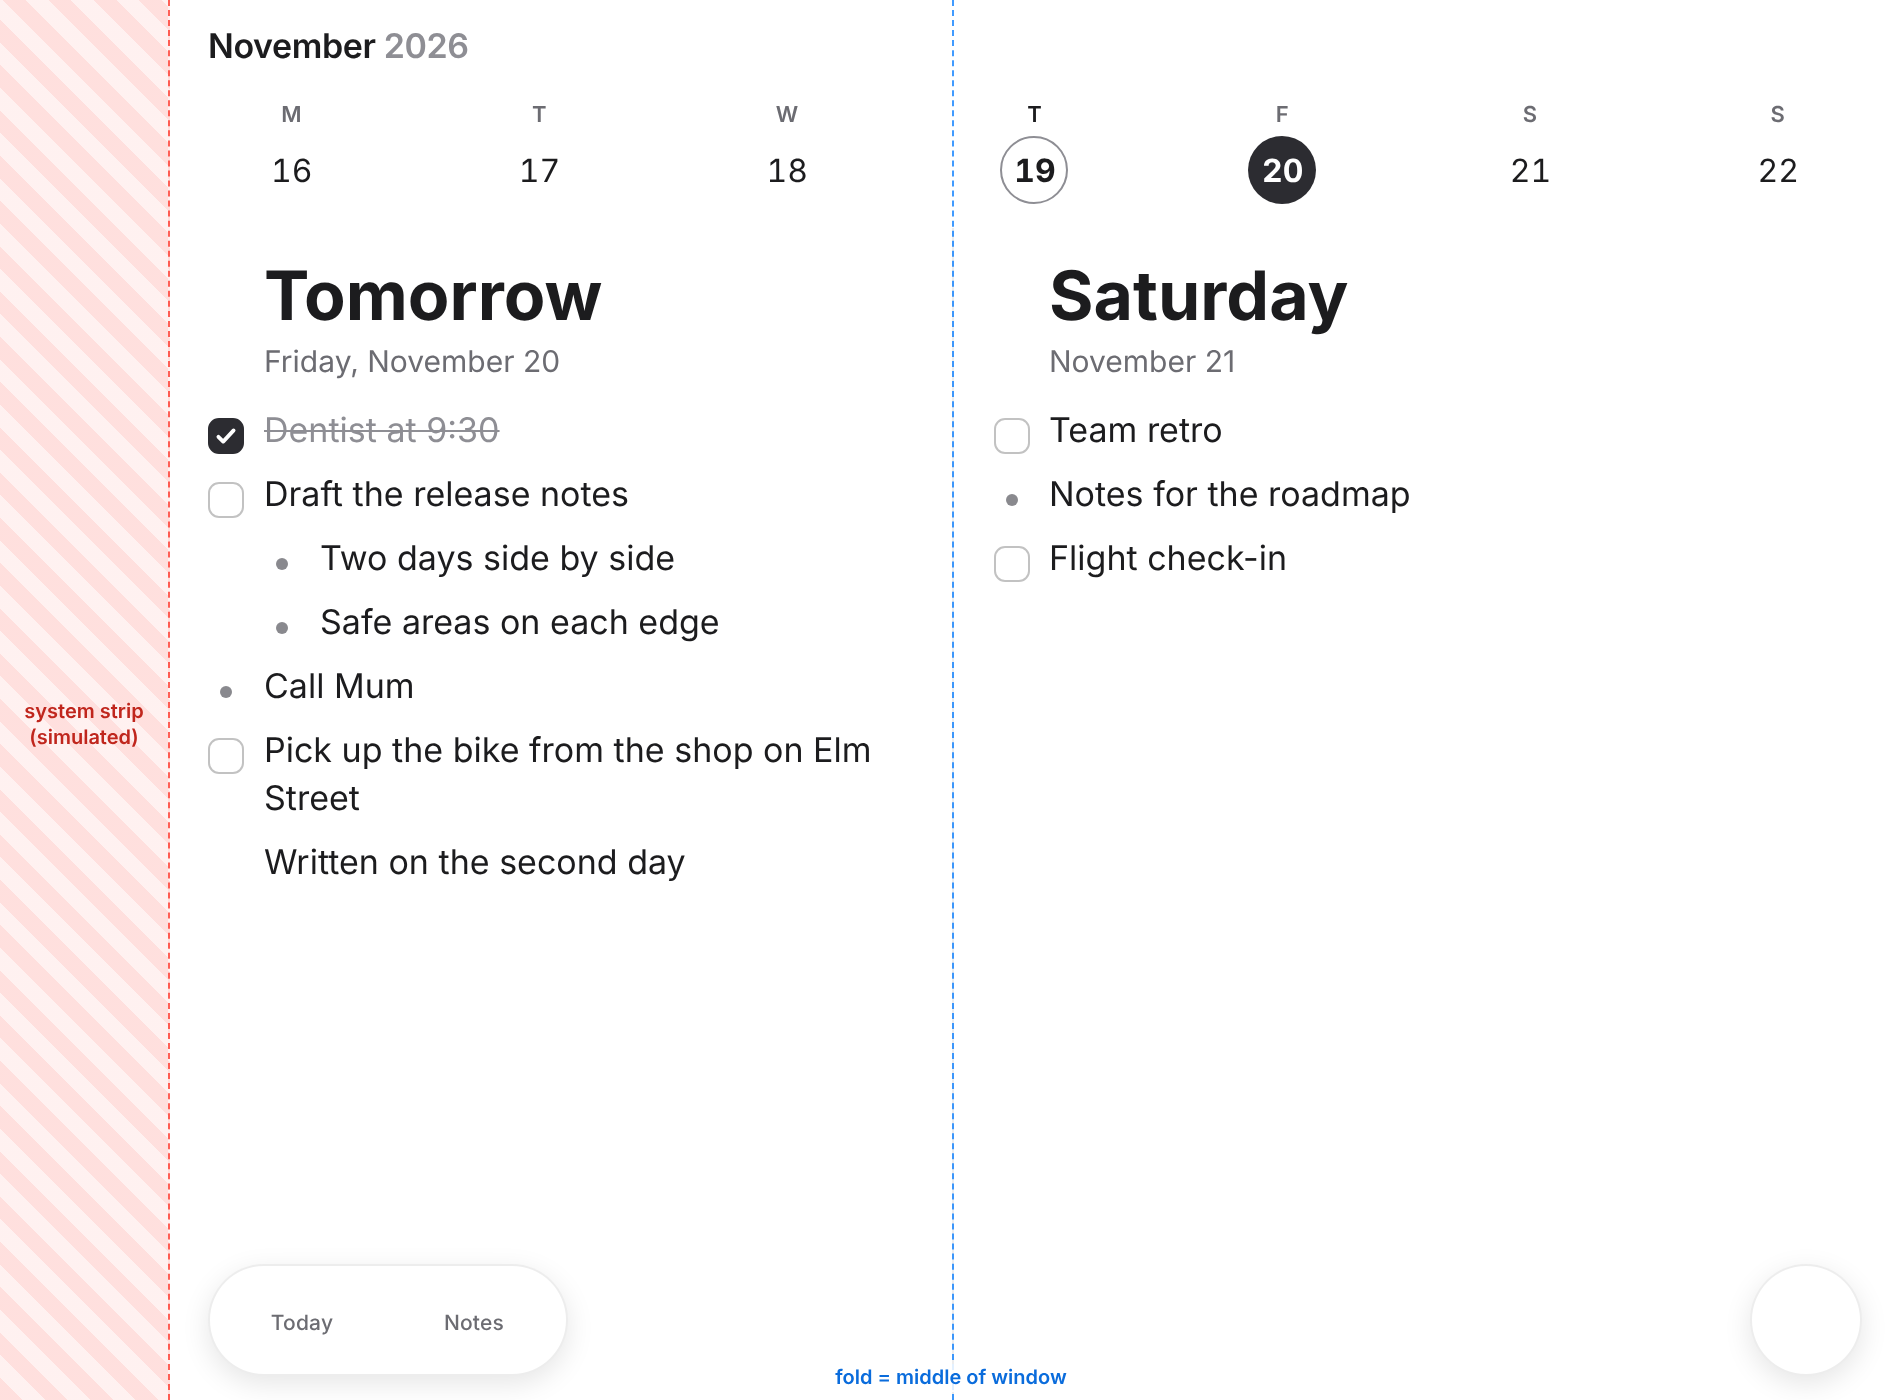 November 2026
M T W T F S S
16 17 18 19 20 21 22
Tomorrow
Friday, November 20
Dentist at 9:30
Draft the release notes
Two days side by side
Safe areas on each edge
Call Mum
Pick up the bike from the shop on Elm
Street
Written on the second day
Saturday
November 21
Team retro
Notes for the roadmap
Flight check-in
system strip
(simulated)
Today Notes
fold = middle of window